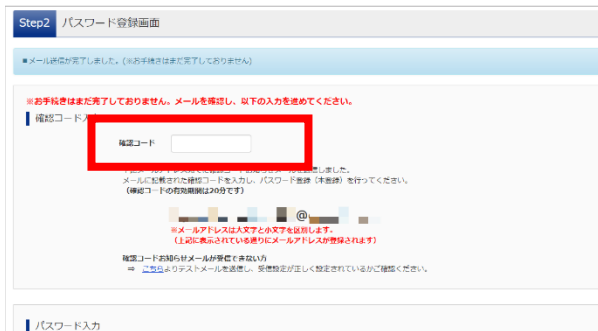 Step2 パスワード登録画面
■メール送信が完了しました。(※お手続きはまだ完了しておりません)
※お手続きはまだ完了しておりません。メールを確認し、以下の入力を進めてください。
確認コード入
確認コード
メールに記載された確認コードを入力し、パスワード登録（本登録）を行ってください。
（確認コードの有効期限は20分です）
@
※メールアドレスは大文字と小文字を区別します。
（上記に表示されている通りにメールアドレスが登録されます）
確認コードお知らせメールが受信できない方
⇒ こちらよりテストメールを送信し、受信設定が正しく設定されているかご確認ください。
パスワード入力